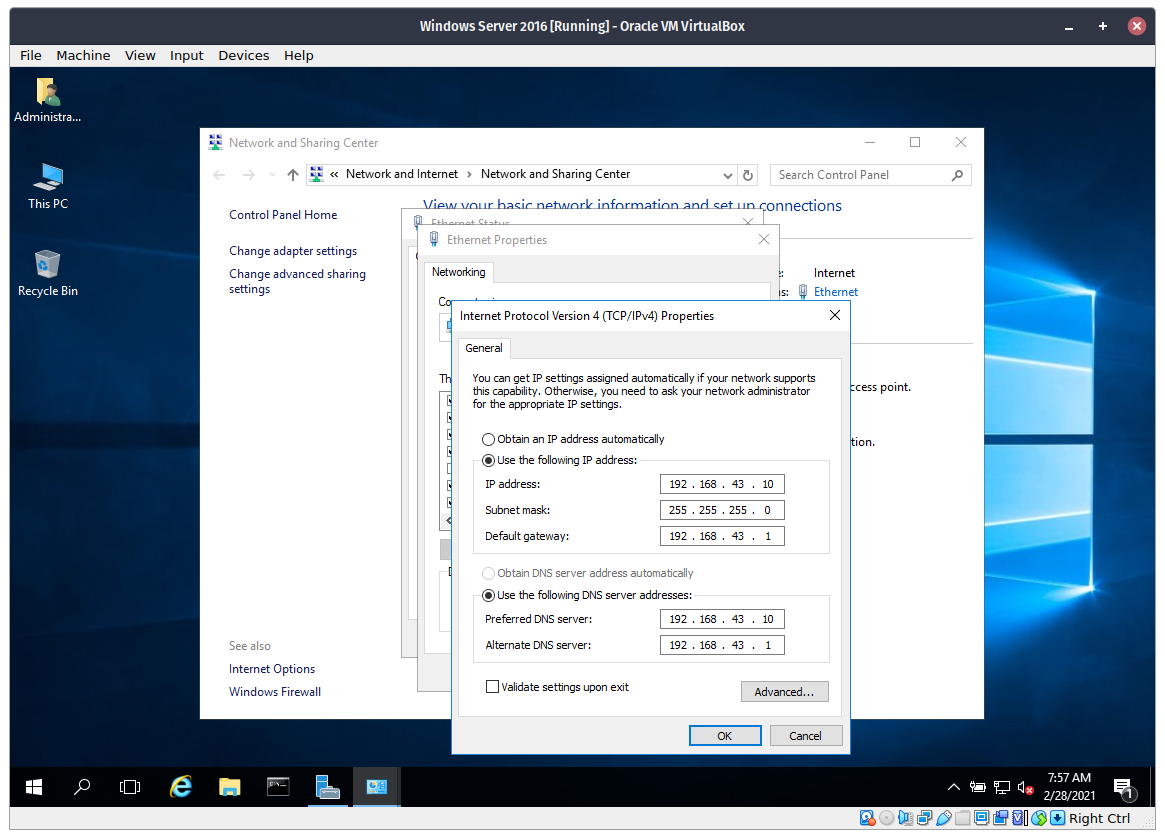 Windows Server 2016 [Running] - Oracle VM VirtualBox
File Machine View Input Devices Help
Administra...
This PC
Recycle Bin
Network and Sharing Center
« Network and Internet › Network and Sharing Center
Search Control Panel
Control Panel Home
Change adapter settings
Change advanced sharing
settings
View your basic network information and set up connections
Ethernet Status
Internet
Ethernet
Ethernet Properties
Networking
ccess point.
tion.
Internet Protocol Version 4 (TCP/IPv4) Properties
General
You can get IP settings assigned automatically if your network supports
this capability. Otherwise, you need to ask your network administrator
for the appropriate IP settings.
Obtain an IP address automatically
Use the following IP address:
IP address: 192 . 168 . 43 . 10
Subnet mask: 255 . 255 . 255 . 0
Default gateway: 192 . 168 . 43 . 1
Obtain DNS server address automatically
Use the following DNS server addresses:
Preferred DNS server: 192 . 168 . 43 . 10
Alternate DNS server: 192 . 168 . 43 . 1
Validate settings upon exit
Advanced...
OK Cancel
See also
Internet Options
Windows Firewall
7:57 AM
2/28/2021
1
Right Ctrl